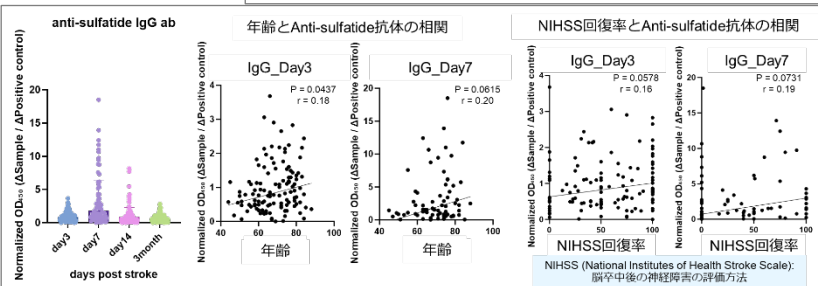 anti-sulfatide IgG ab
Normalized OD₄₅₀ (ΔSample / ΔPositive control)
20
15
10
5
0
day3
day7
day14
3month
days post stroke
年齢とAnti-sulfatide抗体の相関
IgG_Day3
P = 0.0437
r = 0.18
Normalized OD₄₅₀ (ΔSample / ΔPositive control)
4
3
2
1
0
40
60
80
100
年齢
IgG_Day7
P = 0.0615
r = 0.20
Normalized OD₄₅₀ (ΔSample / ΔPositive control)
20
15
10
5
0
40
60
80
100
年齢
NIHSS回復率とAnti-sulfatide抗体の相関
IgG_Day3
P = 0.0578
r = 0.16
Normalized OD₄₅₀ (ΔSample / ΔPositive control)
4
3
2
1
0
0
50
100
NIHSS回復率
IgG_Day7
P = 0.0731
r = 0.19
Normalized OD₄₅₀ (ΔSample / ΔPositive control)
20
15
10
5
0
0
50
100
NIHSS回復率
NIHSS (National Institutes of Health Stroke Scale):
脳卒中後の神経障害の評価方法